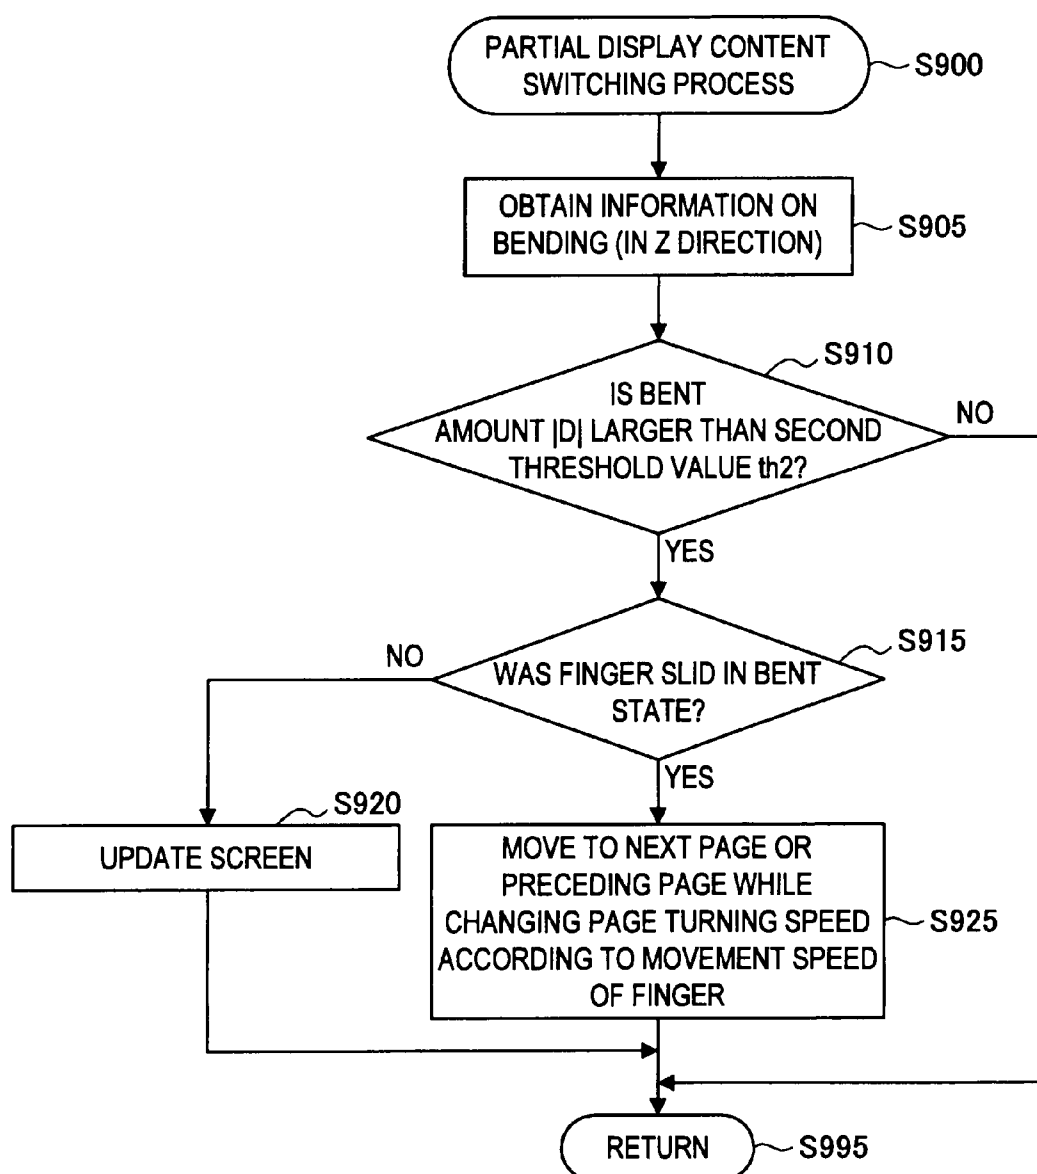 PARTIAL DISPLAY CONTENT
SWITCHING PROCESS
S900
OBTAIN INFORMATION ON
BENDING (IN Z DIRECTION)
S905
S910
IS BENT
AMOUNT |D| LARGER THAN SECOND
THRESHOLD VALUE th2?
NO
YES
S915
NO
WAS FINGER SLID IN BENT
STATE?
YES
S920
UPDATE SCREEN
MOVE TO NEXT PAGE OR
PRECEDING PAGE WHILE
CHANGING PAGE TURNING SPEED
ACCORDING TO MOVEMENT SPEED
OF FINGER
S925
RETURN
S995